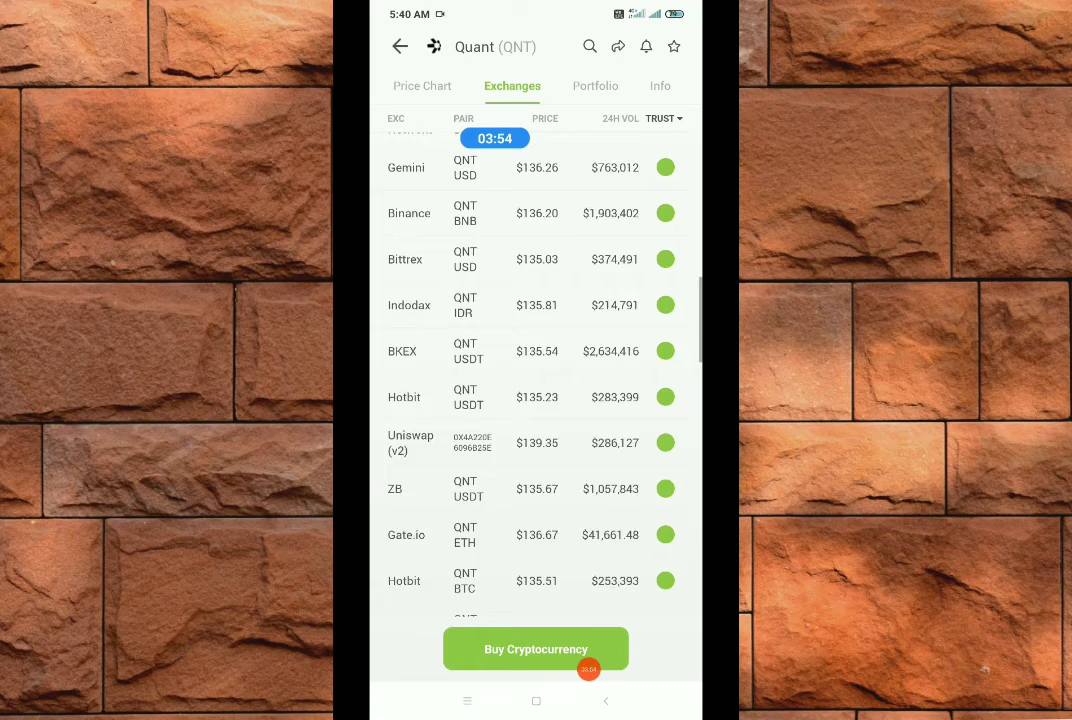 5:40 AM
Quant (QNT)
Price Chart Exchanges Portfolio Info
EXC PAIR PRICE 24H VOL TRUST
03:54
Gemini QNT USD $136.26 $763,012
Binance QNT BNB $136.20 $1,903,402
Bittrex QNT USD $135.03 $374,491
Indodax QNT IDR $135.81 $214,791
BKEX QNT USDT $135.54 $2,634,416
Hotbit QNT USDT $135.23 $283,399
Uniswap (v2) 0X4A220E 6096B25E $139.35 $286,127
ZB QNT USDT $135.67 $1,057,843
Gate.io QNT ETH $136.67 $41,661.48
Hotbit QNT BTC $135.51 $253,393
Buy Cryptocurrency
03:54